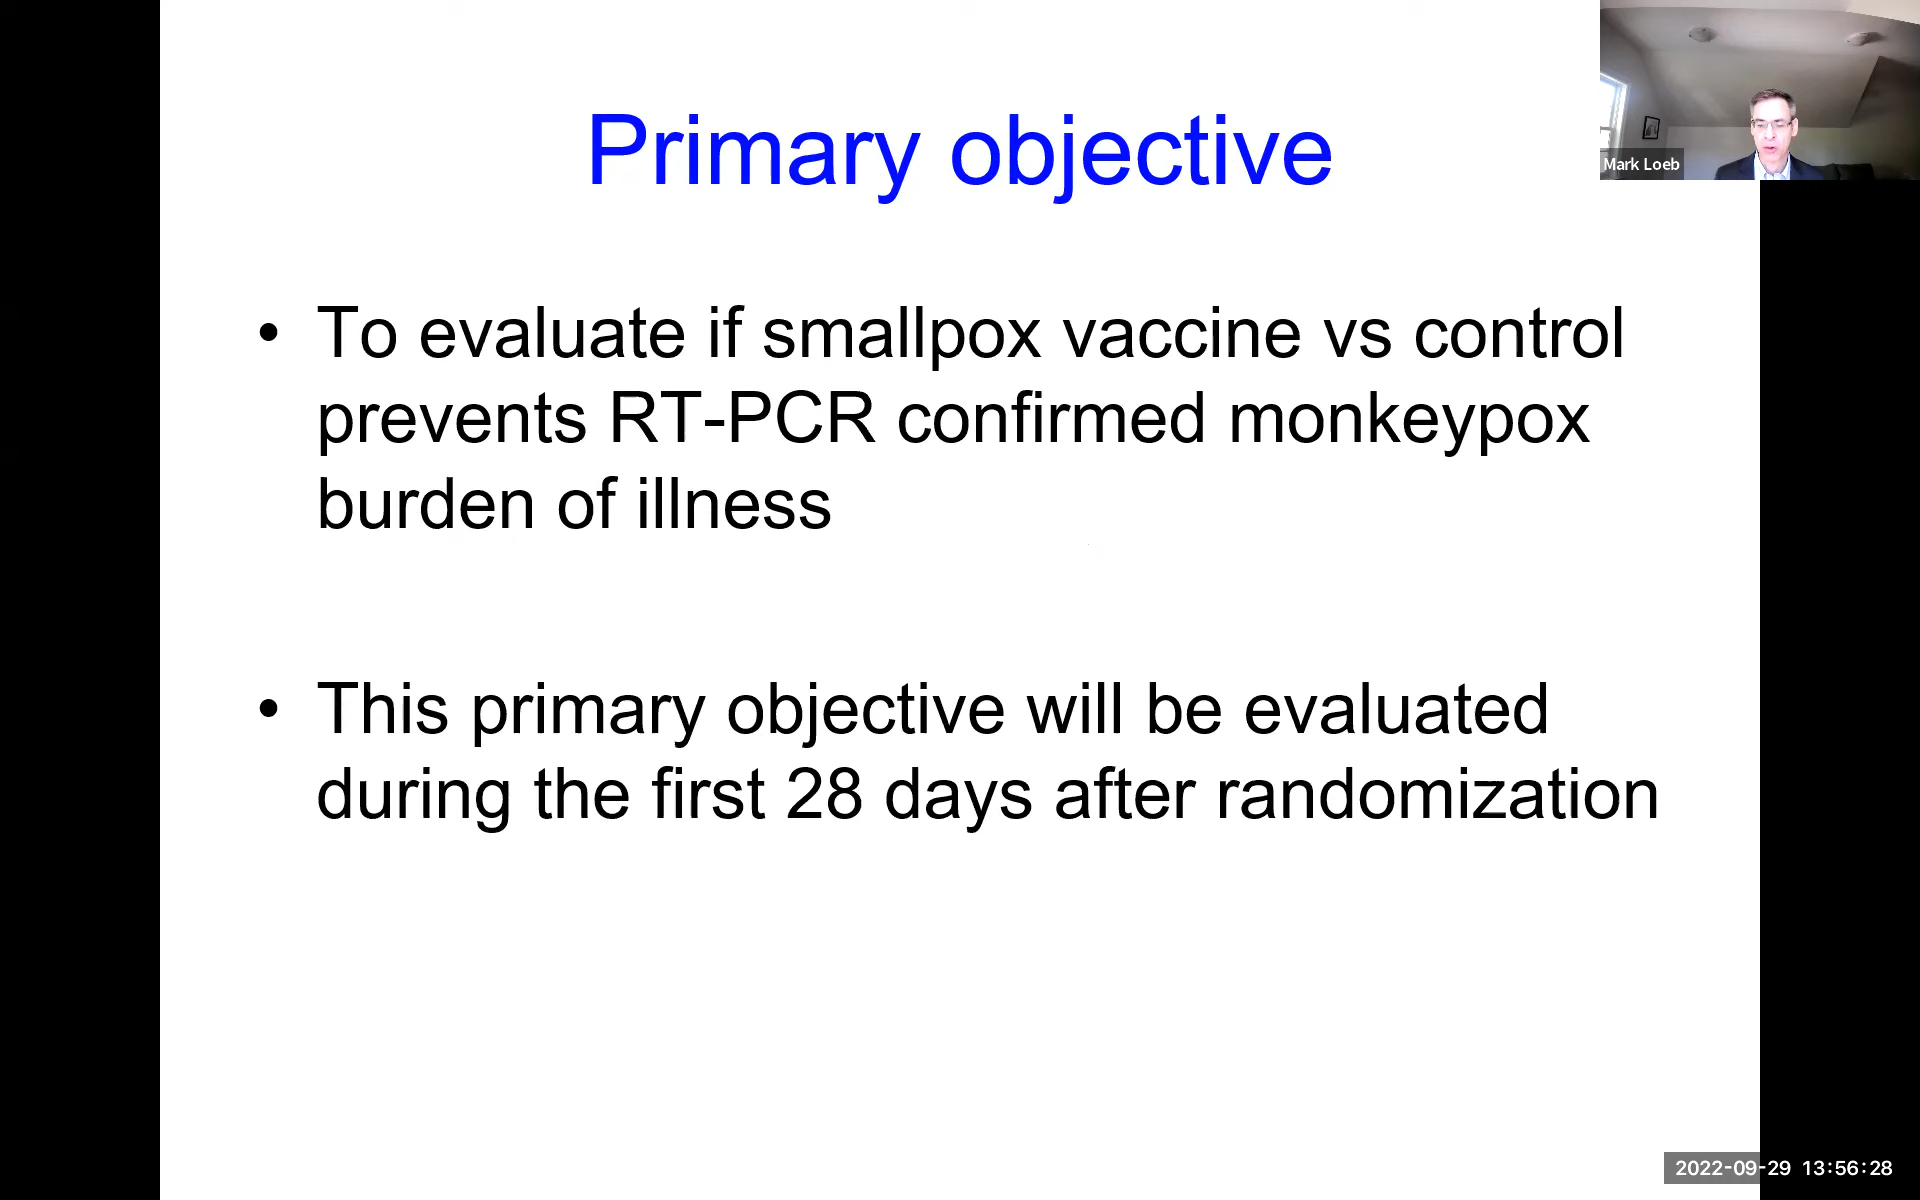 Primary objective
Mark Loeb
• To evaluate if smallpox vaccine vs control
prevents RT-PCR confirmed monkeypox
burden of illness
• This primary objective will be evaluated
during the first 28 days after randomization
2022-09-29 13:56:28